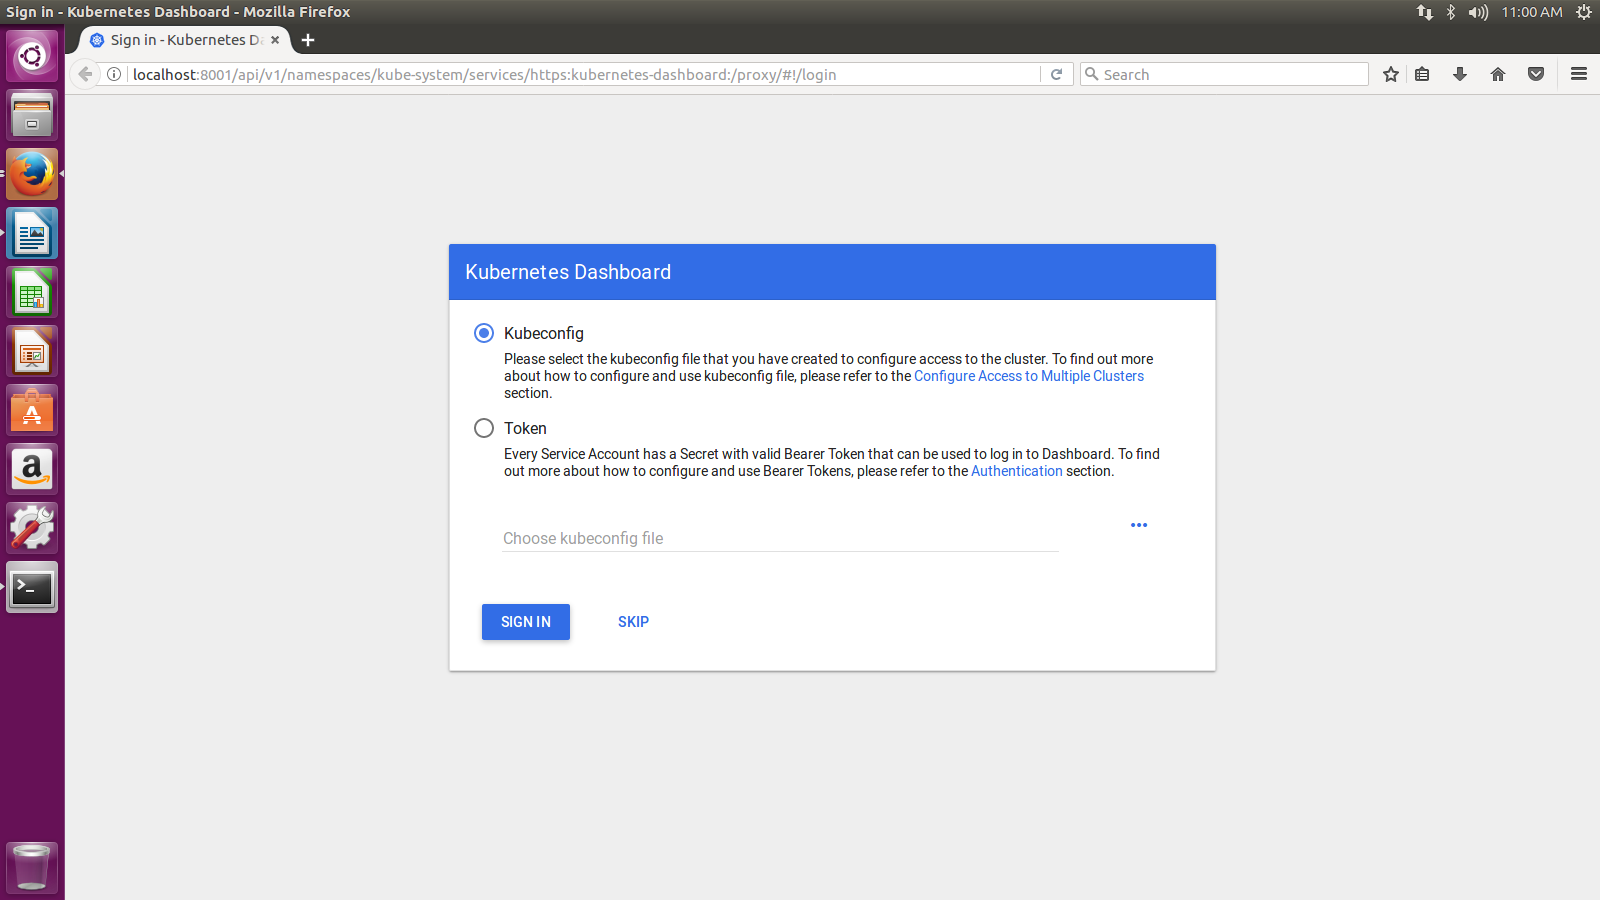 Sign in - Kubernetes Dashboard - Mozilla Firefox
11:00 AM
Sign in - Kubernetes Da
localhost:8001/api/v1/namespaces/kube-system/services/https:kubernetes-dashboard:/proxy/#!/login
Search
Kubernetes Dashboard
Kubeconfig
Please select the kubeconfig file that you have created to configure access to the cluster. To find out more
about how to configure and use kubeconfig file, please refer to the Configure Access to Multiple Clusters
section.
Token
Every Service Account has a Secret with valid Bearer Token that can be used to log in to Dashboard. To find
out more about how to configure and use Bearer Tokens, please refer to the Authentication section.
Choose kubeconfig file
SIGN IN
SKIP